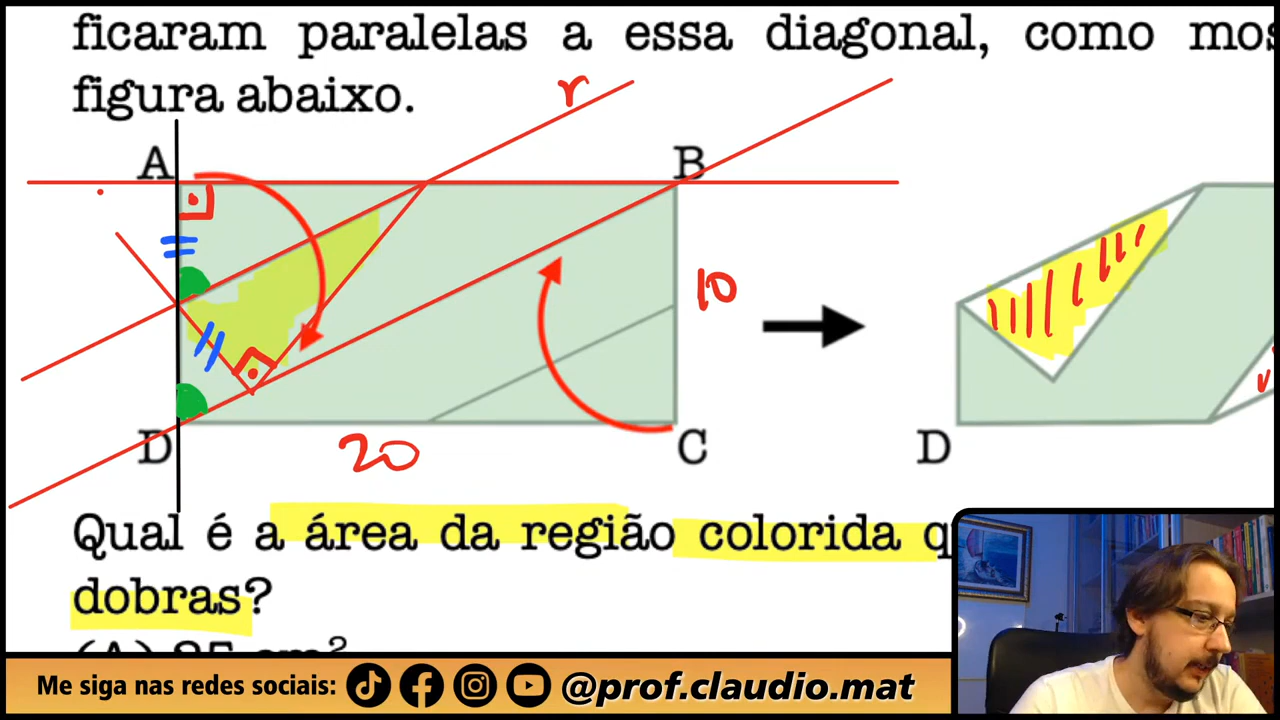 ficaram paralelas a essa diagonal, como mos
figura abaixo.
r
A
B
10
D
20
C
D
Qual é a área da região colorida q
dobras?
Me siga nas redes sociais: @prof.claudio.mat